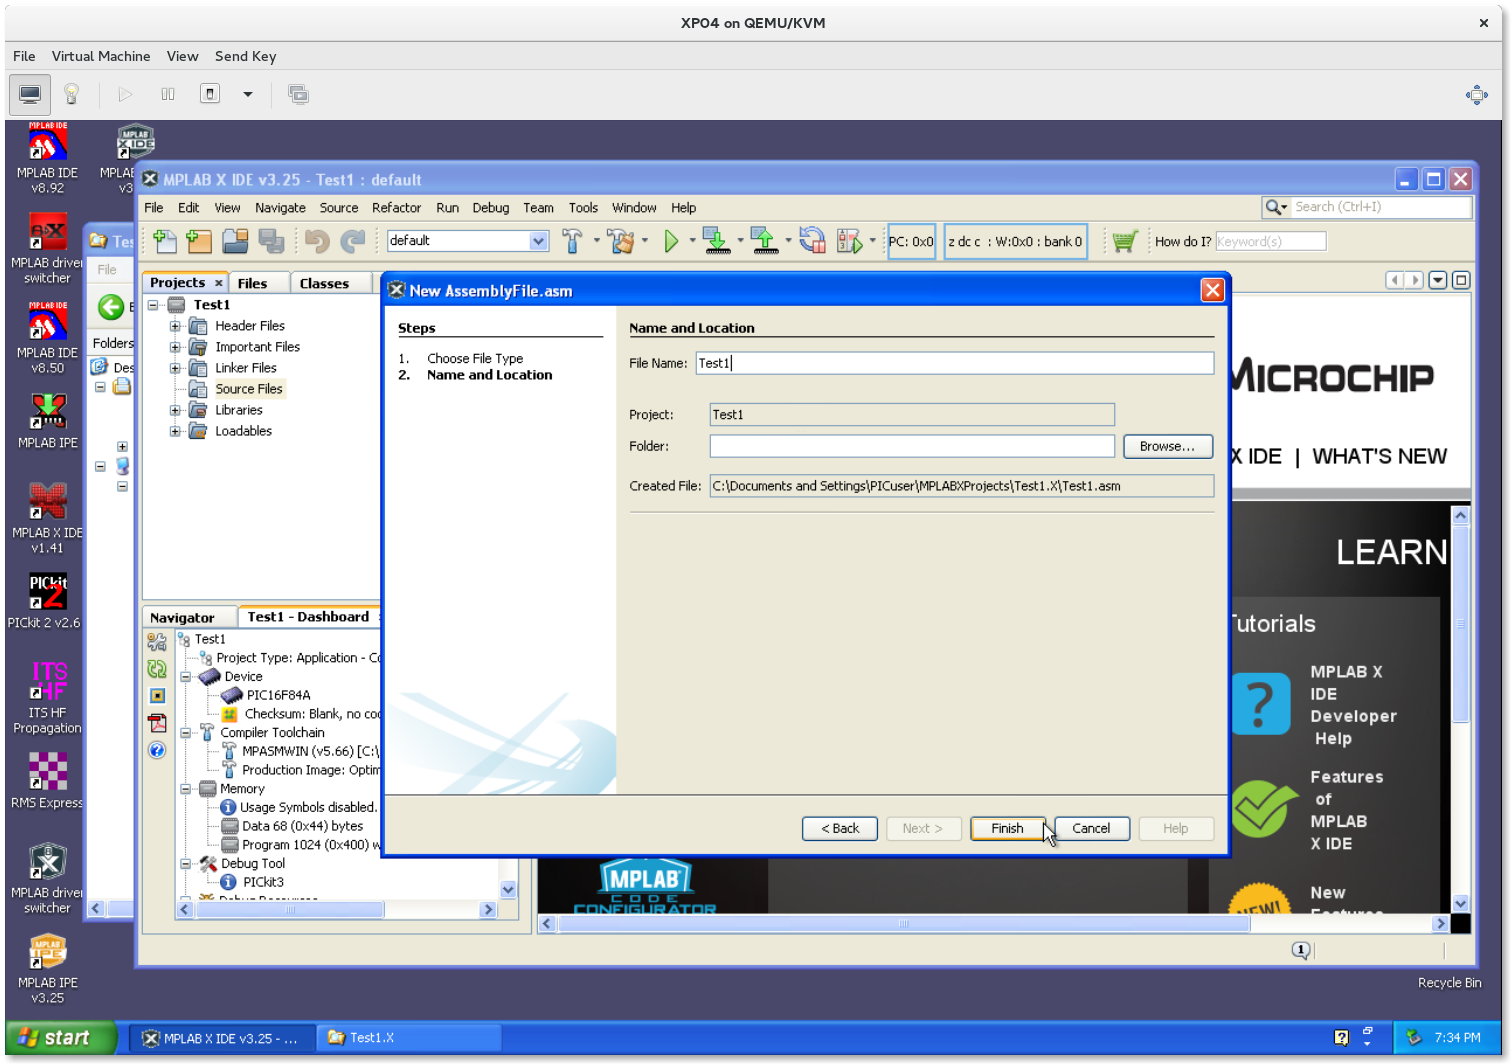 XP04 on QEMU/KVM
File Virtual Machine View Send Key
MPLAB IDE
v8.92
MPLAB driver
switcher
MPLAB IDE
v8.50
MPLAB IPE
MPLAB X IDE
v1.41
PICkit 2 v2.6
ITS HF
Propagation
RMS Express
MPLAB driver
switcher
MPLAB IPE
v3.25
File
Folders
MPLAB X IDE v3.25 - Test1 : default
File Edit View Navigate Source Refactor Run Debug Team Tools Window Help
Search (Ctrl+I)
default
PC: 0x0
z dc c : W:0x0 : bank 0
How do I? Keyword(s)
Projects × Files Classes
Test1
Header Files
Important Files
Linker Files
Source Files
Libraries
Loadables
Navigator Test1 - Dashboard
Test1
Project Type: Application - Co
Device
PIC16F84A
Checksum: Blank, no co
Compiler Toolchain
MPASMWIN (v5.66) [C:\
Production Image: Optim
Memory
Usage Symbols disabled.
Data 68 (0x44) bytes
Program 1024 (0x400) w
Debug Tool
PICkit3
New AssemblyFile.asm
Steps
1. Choose File Type
2. Name and Location
Name and Location
File Name: Test1
Project: Test1
Folder:
Browse...
Created File: C:\Documents and Settings\PICuser\MPLABXProjects\Test1.X\Test1.asm
< Back Next > Finish Cancel Help
MICROCHIP
X IDE | WHAT'S NEW
LEARN
Tutorials
MPLAB X
IDE
Developer
Help
Features
of
MPLAB
X IDE
New
Features
NEW!
MPLAB
CODE
CONFIGURATOR
1
Recycle Bin
start
MPLAB X IDE v3.25 - ...
Test1.X
7:34 PM